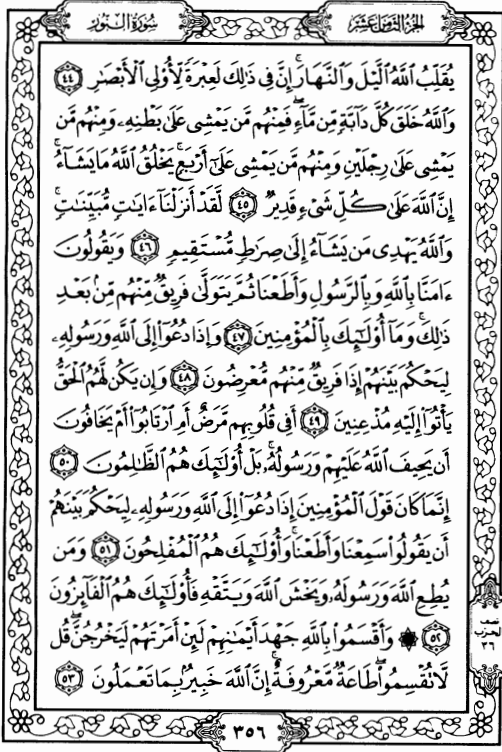 الجزء الثامن عشر
سورة النور
يُقَلِّبُ ٱللَّهُ ٱلَّيۡلَ وَٱلنَّهَارَۚ إِنَّ فِي ذَٰلِكَ لَعِبۡرَةٗ لِّأُوْلِي ٱلۡأَبۡصَٰرِ ٤٤
وَٱللَّهُ خَلَقَ كُلَّ دَآبَّةٖ مِّن مَّآءٖۖ فَمِنۡهُم مَّن يَمۡشِي عَلَىٰ بَطۡنِهِۦ وَمِنۡهُم مَّن
يَمۡشِي عَلَىٰ رِجۡلَيۡنِ وَمِنۡهُم مَّن يَمۡشِي عَلَىٰٓ أَرۡبَعٖۚ يَخۡلُقُ ٱللَّهُ مَا يَشَآءُۚ
إِنَّ ٱللَّهَ عَلَىٰ كُلِّ شَيۡءٖ قَدِيرٞ ٤٥ لَّقَدۡ أَنزَلۡنَآ ءَايَٰتٖ مُّبَيِّنَٰتٖۚ
وَٱللَّهُ يَهۡدِي مَن يَشَآءُ إِلَىٰ صِرَٰطٖ مُّسۡتَقِيمٖ ٤٦ وَيَقُولُونَ
ءَامَنَّا بِٱللَّهِ وَبِٱلرَّسُولِ وَأَطَعۡنَا ثُمَّ يَتَوَلَّىٰ فَرِيقٞ مِّنۡهُم مِّنۢ بَعۡدِ
ذَٰلِكَۚ وَمَآ أُوْلَٰٓئِكَ بِٱلۡمُؤۡمِنِينَ ٤٧ وَإِذَا دُعُوٓاْ إِلَى ٱللَّهِ وَرَسُولِهِۦ
لِيَحۡكُمَ بَيۡنَهُمۡ إِذَا فَرِيقٞ مِّنۡهُم مُّعۡرِضُونَ ٤٨ وَإِن يَكُن لَّهُمُ ٱلۡحَقُّ
يَأۡتُوٓاْ إِلَيۡهِ مُذۡعِنِينَ ٤٩ أَفِي قُلُوبِهِم مَّرَضٌ أَمِ ٱرۡتَابُوٓاْ أَمۡ يَخَافُونَ
أَن يَحِيفَ ٱللَّهُ عَلَيۡهِمۡ وَرَسُولُهُۥۚ بَلۡ أُوْلَٰٓئِكَ هُمُ ٱلظَّٰلِمُونَ ٥٠
إِنَّمَا كَانَ قَوۡلَ ٱلۡمُؤۡمِنِينَ إِذَا دُعُوٓاْ إِلَى ٱللَّهِ وَرَسُولِهِۦ لِيَحۡكُمَ بَيۡنَهُمۡ
أَن يَقُولُواْ سَمِعۡنَا وَأَطَعۡنَاۚ وَأُوْلَٰٓئِكَ هُمُ ٱلۡمُفۡلِحُونَ ٥١ وَمَن
يُطِعِ ٱللَّهَ وَرَسُولَهُۥ وَيَخۡشَ ٱللَّهَ وَيَتَّقۡهِ فَأُوْلَٰٓئِكَ هُمُ ٱلۡفَآئِزُونَ
٥٢ ۞ وَأَقۡسَمُواْ بِٱللَّهِ جَهۡدَ أَيۡمَٰنِهِمۡ لَئِنۡ أَمَرۡتَهُمۡ لَيَخۡرُجُنَّۖ قُل
لَّا تُقۡسِمُواْۖ طَاعَةٞ مَّعۡرُوفَةٌۚ إِنَّ ٱللَّهَ خَبِيرُۢ بِمَا تَعۡمَلُونَ ٥٣
نصف
الحزب
٣٦
٣٥٦